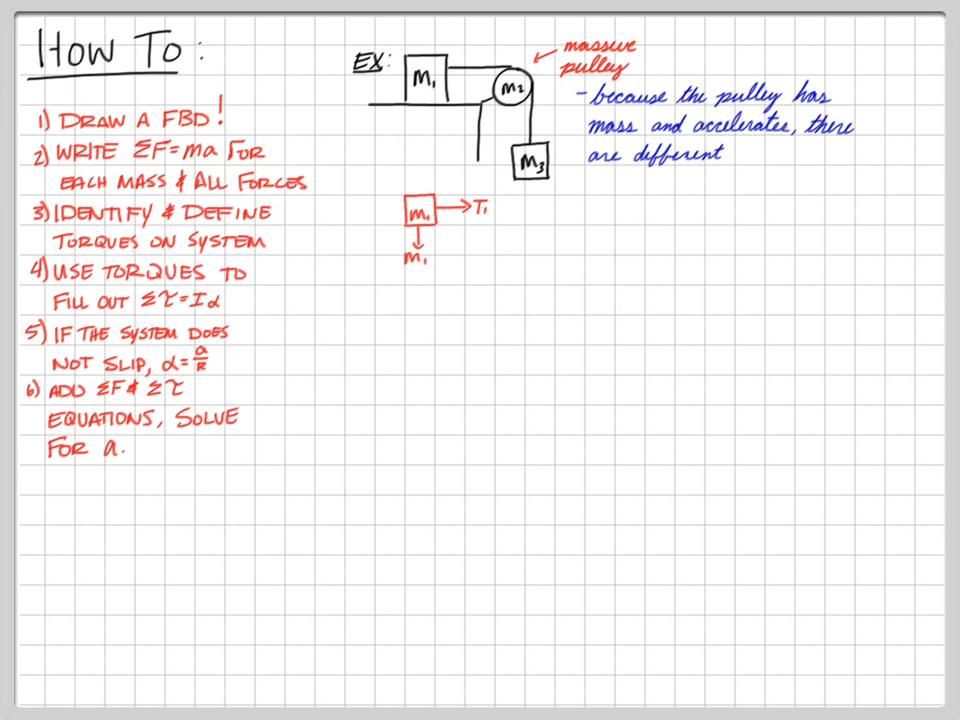 How To:
1) DRAW A FBD!
2) WRITE ΣF=ma FOR
EACH MASS & ALL FORCES
3) IDENTIFY & DEFINE
TORQUES ON SYSTEM
4) USE TORQUES TO
FILL OUT Στ=Iα
5) IF THE SYSTEM DOES
NOT SLIP, α=a/R
6) ADD ΣF & Στ
EQUATIONS, SOLVE
FOR a.
EX:
m1
m2
m3
massive
pulley
- because the pulley has
mass and accelerates, there
are different
m1
T1
m1